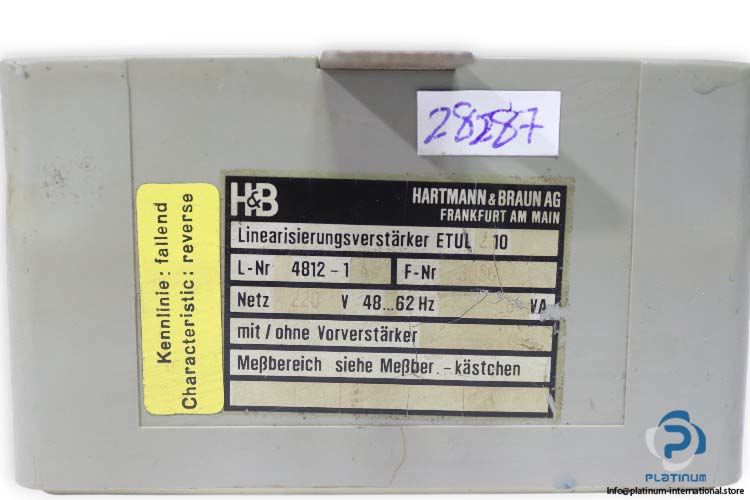 28287
H&B
HARTMANN & BRAUN AG
FRANKFURT AM MAIN
Linearisierungsverstärker ETUL 10
L-Nr 4812-1 F-Nr
Netz 220 V 48...62 Hz VA
mit / ohne Vorverstärker
Meßbereich siehe Meßber.-kästchen
Kennlinie: fallend
Characteristic: reverse
PLATINUM
info@platinum-international.store